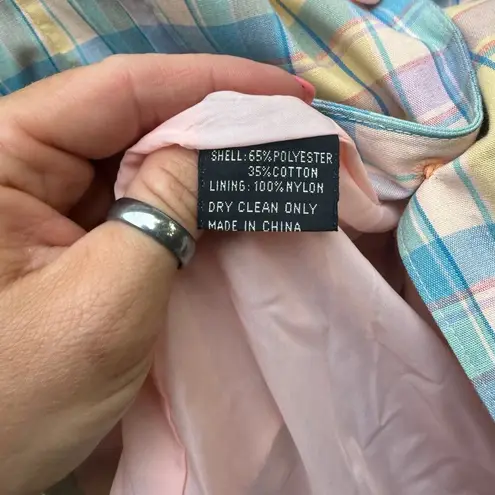 SHELL:65%POLYESTER
35%COTTON
LINING:100%NYLON
DRY CLEAN ONLY
MADE IN CHINA